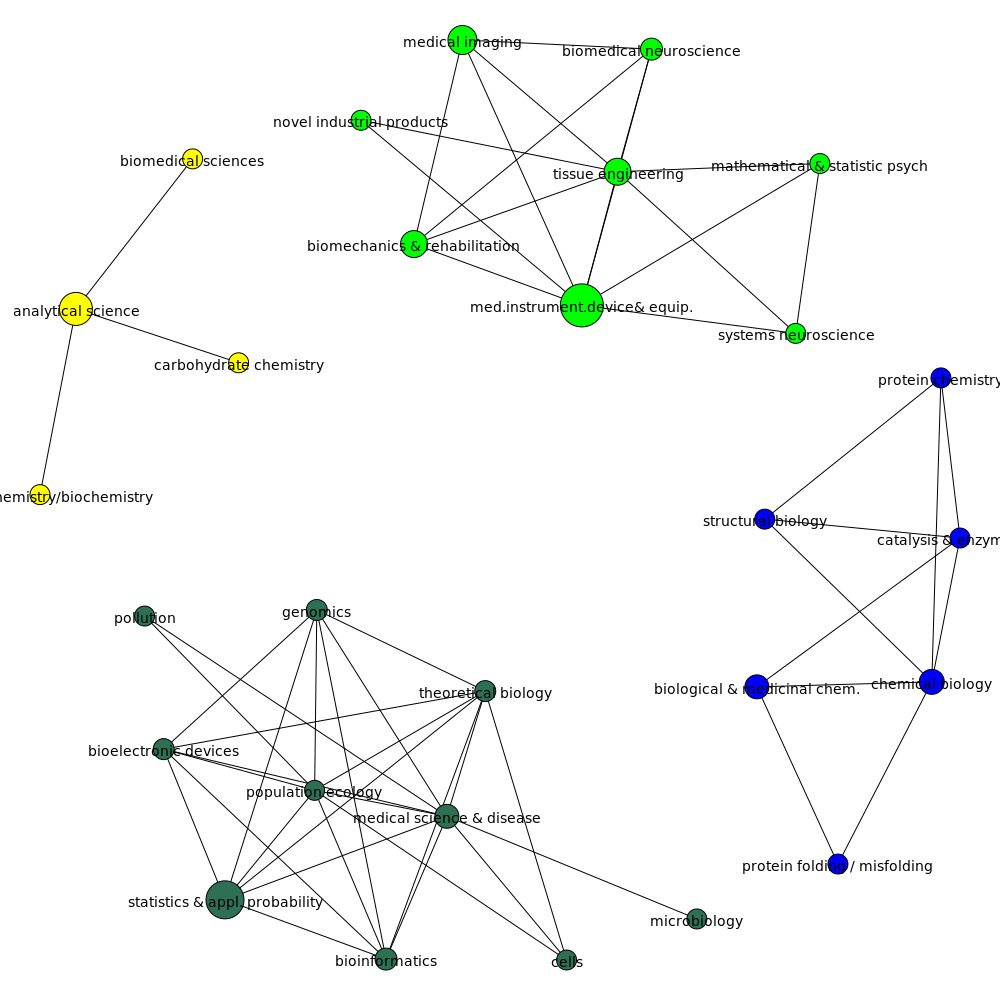 medical imaging
biomedical neuroscience
novel industrial products
biomedical sciences
tissue engineering
mathematical & statistic psych
biomechanics & rehabilitation
analytical science
med.instrument.device& equip.
systems neuroscience
carbohydrate chemistry
protein chemistry
hemistry/biochemistry
structural biology
catalysis & enzym
pollution
genomics
theoretical biology
biological & medicinal chem.
chemical biology
bioelectronic devices
population ecology
medical science & disease
protein folding / misfolding
statistics & appl. probability
microbiology
bioinformatics
cells